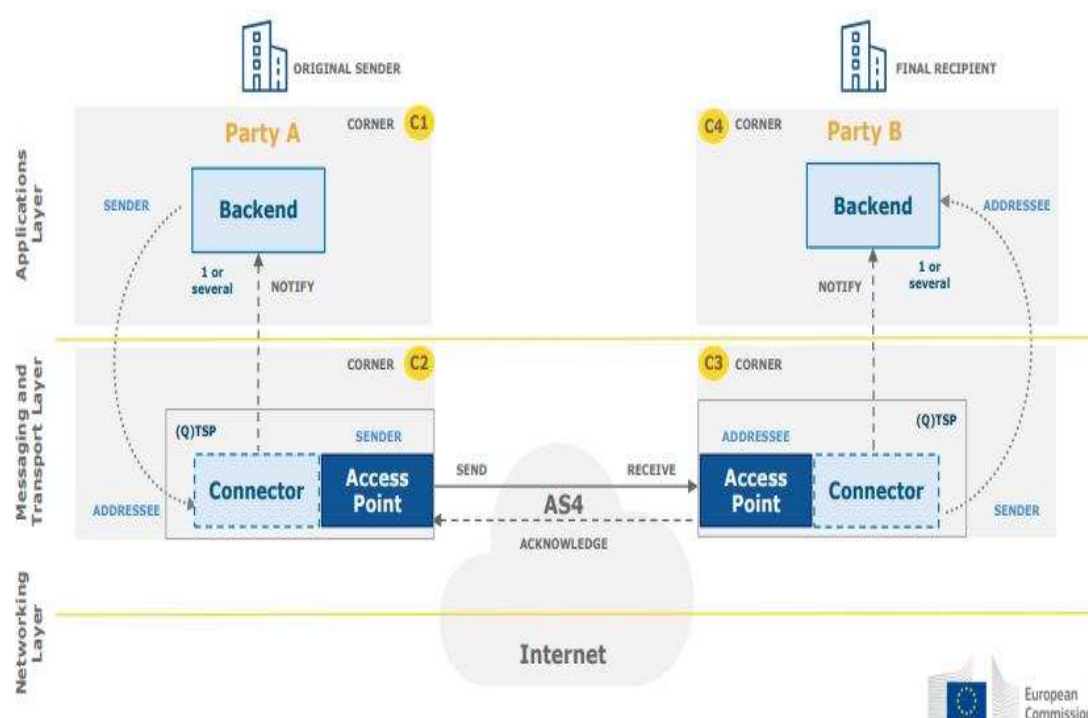 ORIGINAL SENDER
FINAL RECIPIENT
Applications
Layer
Party A
CORNER C1
SENDER
Backend
1 or
several
NOTIFY
C4 CORNER
Party B
Backend
ADDRESSEE
NOTIFY
1 or
several
Messaging and
Transport Layer
CORNER C2
(Q)TSP
SENDER
Connector
Access
Point
ADDRESSEE
SEND
RECEIVE
AS4
ACKNOWLEDGE
C3 CORNER
(Q)TSP
ADDRESSEE
Access
Point
Connector
SENDER
Networking
Layer
Internet
European
Commission